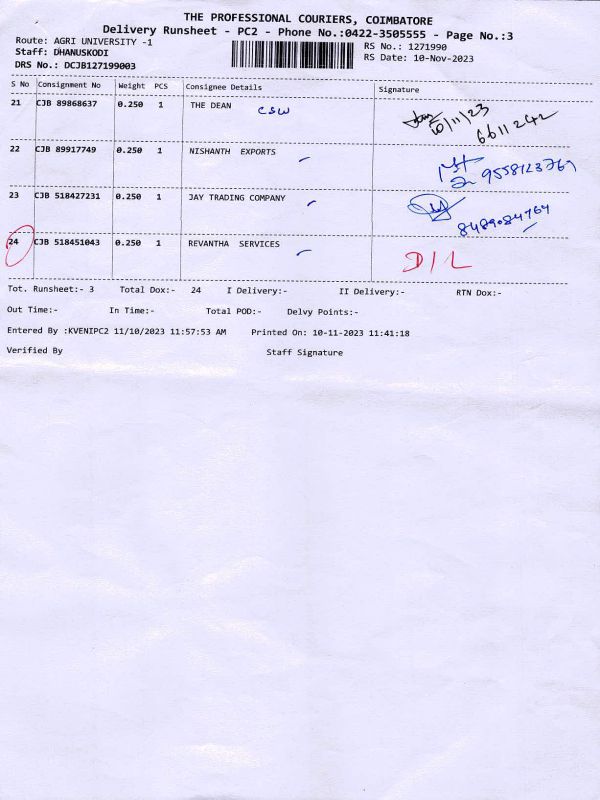 THE PROFESSIONAL COURIERS, COIMBATORE
Delivery Runsheet - PC2 - Phone No.:0422-3505555 - Page No.:3
Route: AGRI UNIVERSITY -1
RS No.: 1271990
Staff: DHANUSKODI
RS Date: 10-Nov-2023
DRS No.: DCJB127199003
S No Consignment No Weight PCS Consignee Details Signature
21 CJB 89868637 0.250 1 THE DEAN CSW 10/11/23
6611242
22 CJB 89917749 0.250 1 NISHANTH EXPORTS
9558123769
23 CJB 518427231 0.250 1 JAY TRADING COMPANY
8489084764
24 CJB 518451043 0.250 1 REVANTHA SERVICES D/L
Tot. Runsheet:- 3 Total Dox:- 24 I Delivery:- II Delivery:- RTN Dox:-
Out Time:- In Time:- Total POD:- Delvy Points:-
Entered By :KVENIPC2 11/10/2023 11:57:53 AM Printed On: 10-11-2023 11:41:18
Verified By Staff Signature